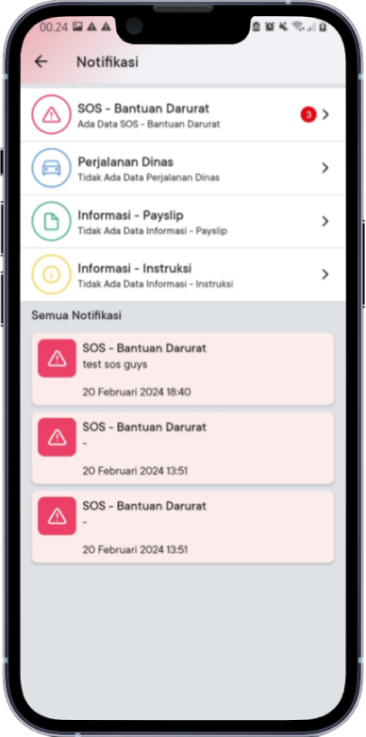 00.24
Notifikasi
SOS - Bantuan Darurat
Ada Data SOS - Bantuan Darurat
3
Perjalanan Dinas
Tidak Ada Data Perjalanan Dinas
Informasi - Payslip
Tidak Ada Data Informasi - Payslip
Informasi - Instruksi
Tidak Ada Data Informasi - Instruksi
Semua Notifikasi
SOS - Bantuan Darurat
test sos guys
20 Februari 2024 18:40
SOS - Bantuan Darurat
-
20 Februari 2024 13:51
SOS - Bantuan Darurat
-
20 Februari 2024 13:51